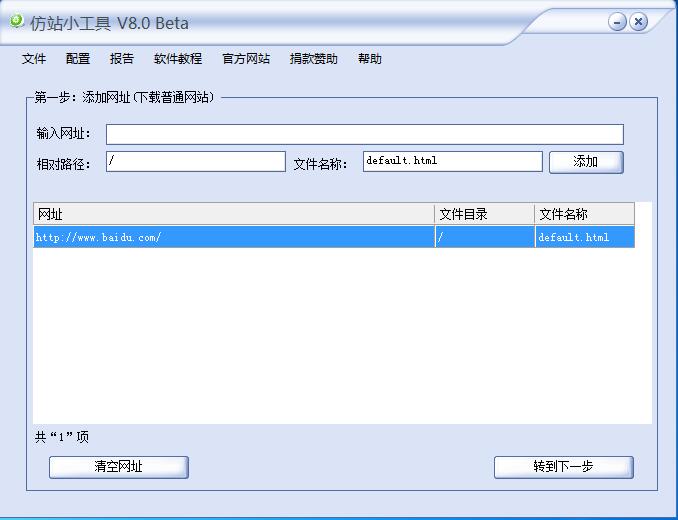 仿站小工具 V8.0 Beta
文件 配置 报告 软件教程 官方网站 捐款赞助 帮助
第一步：添加网址(下载普通网站)
输入网址：
相对路径： / 文件名称： default.html 添加
网址 文件目录 文件名称
http://www.baidu.com/ / default.html
共“1”项
清空网址 转到下一步